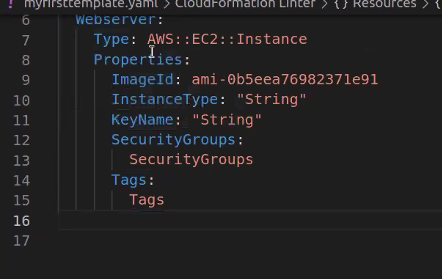 ! myfirsttemplate.yaml > CloudFormation Linter > {} Resources > {}
6 Webserver:
7 Type: AWS::EC2::Instance
8 Properties:
9 ImageId: ami-0b5eea76982371e91
10 InstanceType: "String"
11 KeyName: "String"
12 SecurityGroups:
13 SecurityGroups
14 Tags:
15 Tags
16
17